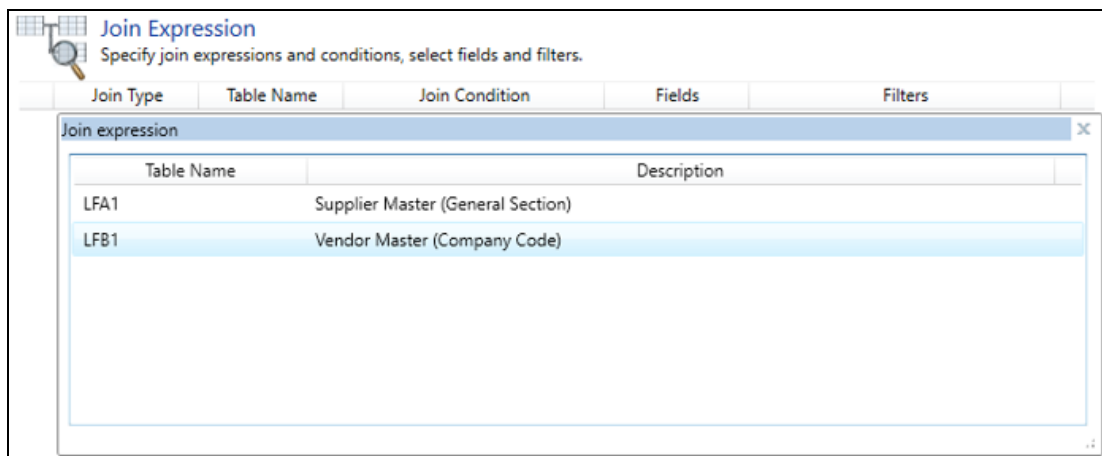 Join Expression
Specify join expressions and conditions, select fields and filters.
Join Type Table Name Join Condition Fields Filters
Join expression
Table Name Description
LFA1 Supplier Master (General Section)
LFB1 Vendor Master (Company Code)